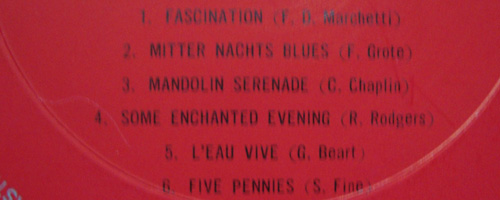 1. FASCINATION (F. D. Marchetti)
2. MITTER NACHTS BLUES (F. Grote)
3. MANDOLIN SERENADE (C. Chaplin)
4. SOME ENCHANTED EVENING (R. Rodgers)
5. L'EAU VIVE (G. Beart)
6. FIVE PENNIES (S. Fine)